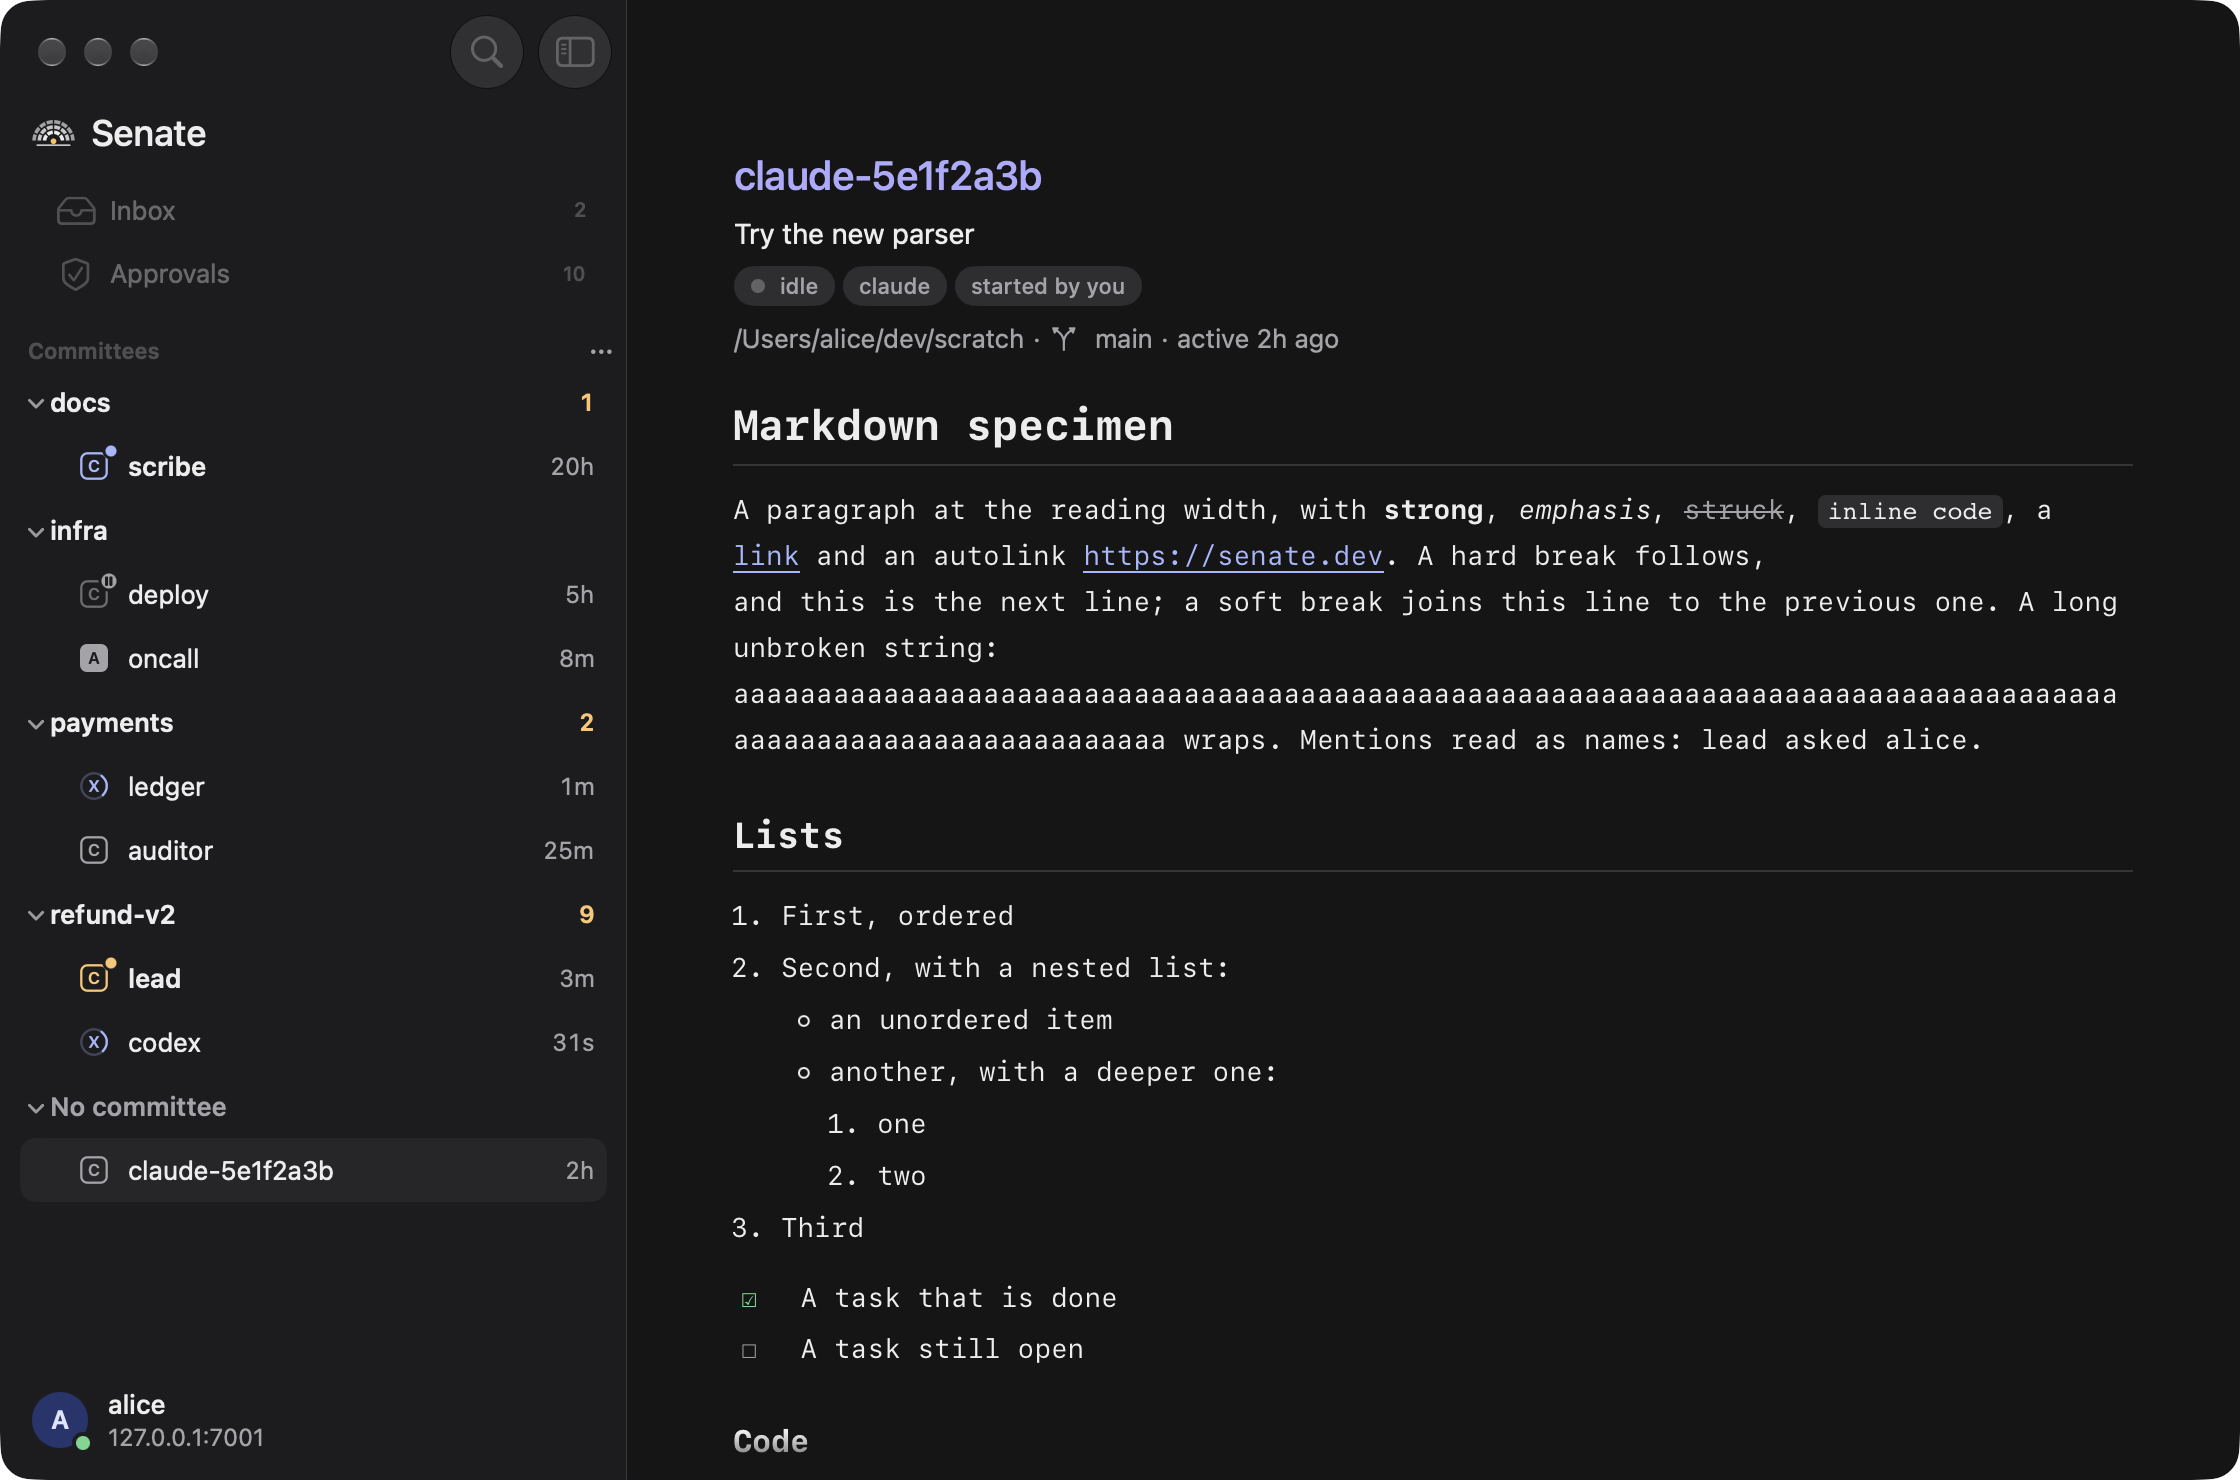 Senate
Inbox 2
Approvals 10
Committees ...
docs 1
C scribe 20h
infra
C deploy 5h
A oncall 8m
payments 2
X ledger 1m
C auditor 25m
refund-v2 9
C lead 3m
X codex 31s
No committee
C claude-5e1f2a3b 2h
A alice
127.0.0.1:7001
claude-5e1f2a3b
Try the new parser
idle claude started by you
/Users/alice/dev/scratch · main · active 2h ago
Markdown specimen
A paragraph at the reading width, with strong, emphasis, struck, inline code, a
link and an autolink https://senate.dev. A hard break follows,
and this is the next line; a soft break joins this line to the previous one. A long
unbroken string:
aaaaaaaaaaaaaaaaaaaaaaaaaaaaaaaaaaaaaaaaaaaaaaaaaaaaaaaaaaaaaaaaaaaaaaaaaaaaaaaaaaa
aaaaaaaaaaaaaaaaaaaaaaaaaa wraps. Mentions read as names: lead asked alice.
Lists
1. First, ordered
2. Second, with a nested list:
an unordered item
another, with a deeper one:
1. one
2. two
3. Third
A task that is done
A task still open
Code